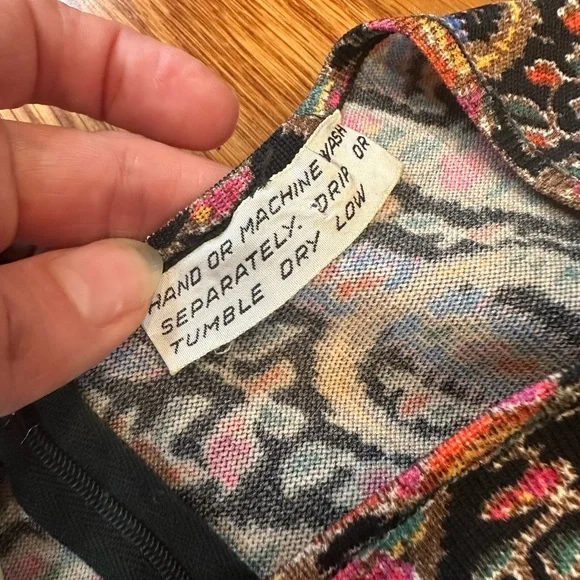 HAND OR MACHINE WASH
SEPARATELY. DRIP OR
TUMBLE DRY LOW